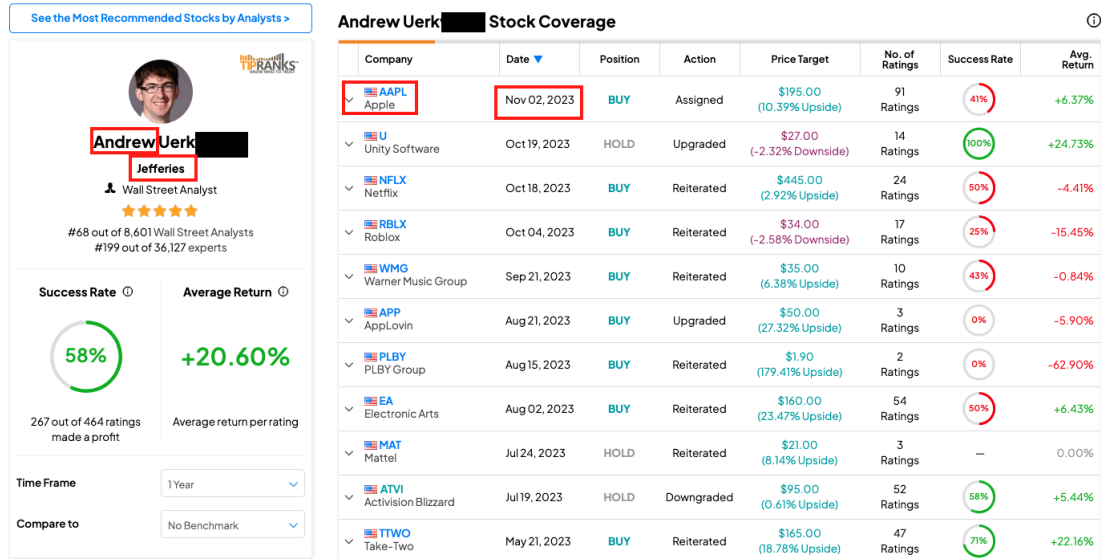 See the Most Recommended Stocks by Analysts >
TIPRANKS
KNOW WHO TO TRUST
Andrew Uerk
Jefferies
Wall Street Analyst
#68 out of 8,601 Wall Street Analysts
#199 out of 36,127 experts
Success Rate
Average Return
58%
+20.60%
267 out of 464 ratings made a profit
Average return per rating
Time Frame
1 Year
Compare to
No Benchmark
Andrew Uerk Stock Coverage
Company Date Position Action Price Target No. of Ratings Success Rate Avg. Return
AAPL Apple Nov 02, 2023 BUY Assigned $195.00 (10.39% Upside) 91 Ratings 41% +6.37%
U Unity Software Oct 19, 2023 HOLD Upgraded $27.00 (-2.32% Downside) 14 Ratings 100% +24.73%
NFLX Netflix Oct 18, 2023 BUY Reiterated $445.00 (2.92% Upside) 24 Ratings 50% -4.41%
RBLX Roblox Oct 04, 2023 BUY Reiterated $34.00 (-2.58% Downside) 17 Ratings 25% -15.45%
WMG Warner Music Group Sep 21, 2023 BUY Reiterated $35.00 (6.38% Upside) 10 Ratings 43% -0.84%
APP AppLovin Aug 21, 2023 BUY Upgraded $50.00 (27.32% Upside) 3 Ratings 0% -5.90%
PLBY PLBY Group Aug 15, 2023 BUY Reiterated $1.90 (179.41% Upside) 2 Ratings 0% -62.90%
EA Electronic Arts Aug 02, 2023 BUY Reiterated $160.00 (23.47% Upside) 54 Ratings 50% +6.43%
MAT Mattel Jul 24, 2023 HOLD Reiterated $21.00 (8.14% Upside) 3 Ratings — 0.00%
ATVI Activision Blizzard Jul 19, 2023 HOLD Downgraded $95.00 (0.61% Upside) 52 Ratings 58% +5.44%
TTWO Take-Two May 21, 2023 BUY Reiterated $165.00 (18.78% Upside) 47 Ratings 71% +22.16%